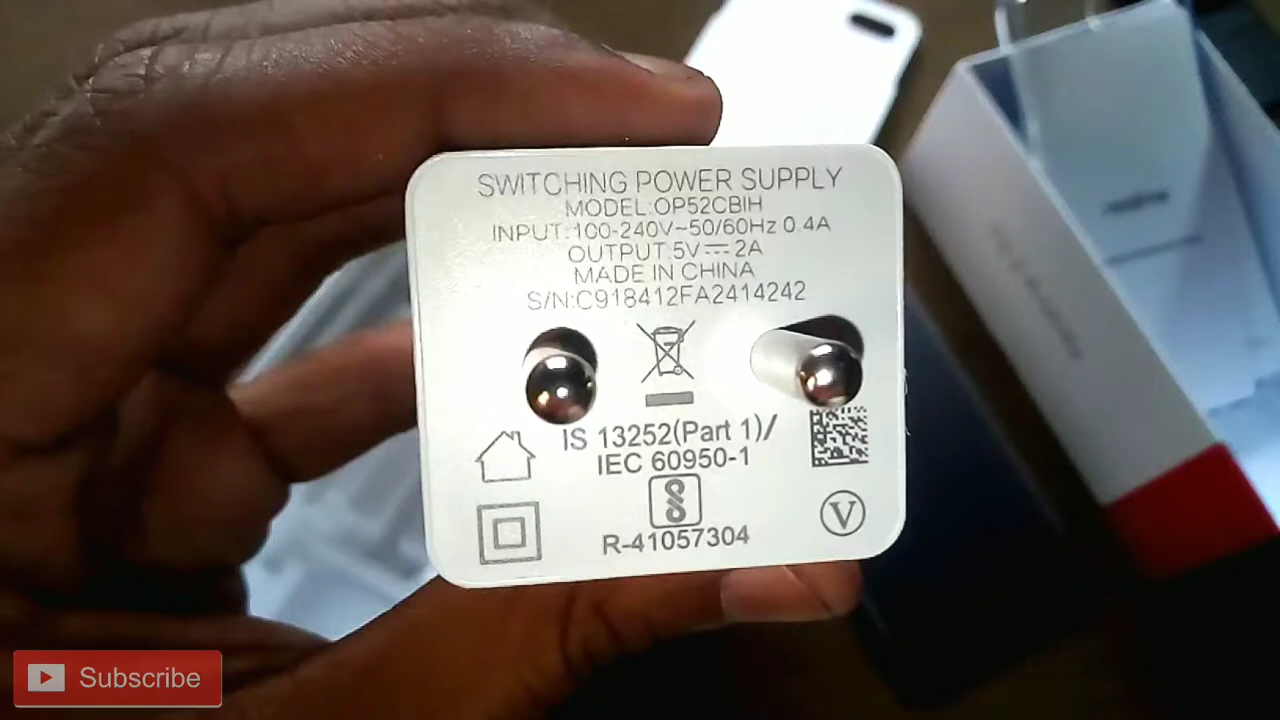 SWITCHING POWER SUPPLY
MODEL:OP52CBIH
INPUT:100-240V~50/60Hz 0.4A
OUTPUT:5V⎓2A
MADE IN CHINA
S/N:C918412FA2414242
IS 13252(Part 1)/
IEC 60950-1
R-41057304
V
Subscribe